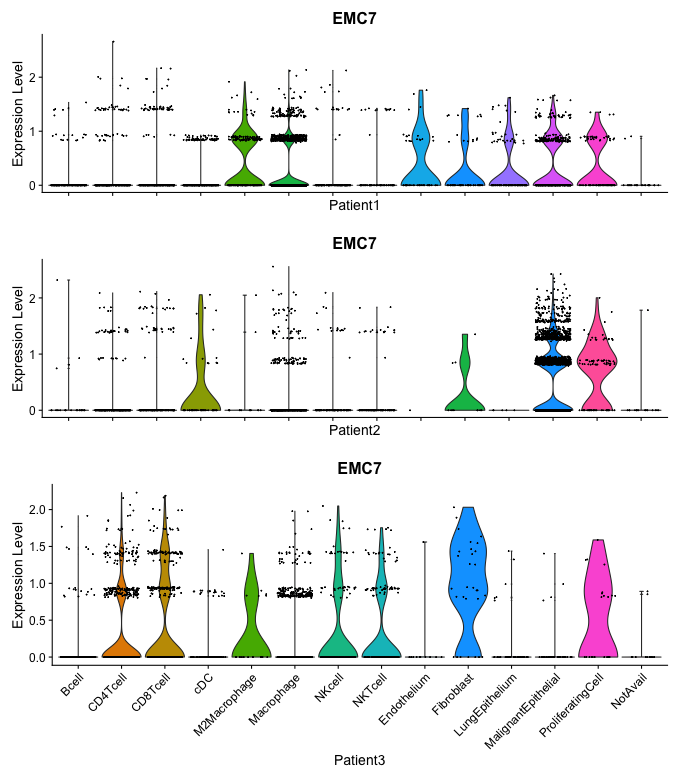 EMC7
Expression Level
2
1
0
Patient1
EMC7
Expression Level
2
1
0
Patient2
EMC7
Expression Level
2.0
1.5
1.0
0.5
0.0
Bcell
CD4Tcell
CD8Tcell
cDC
M2Macrophage
Macrophage
NKcell
NKTcell
Endothelium
Fibroblast
LungEpithelium
MalignantEpithelial
ProliferatingCell
NotAvail
Patient3